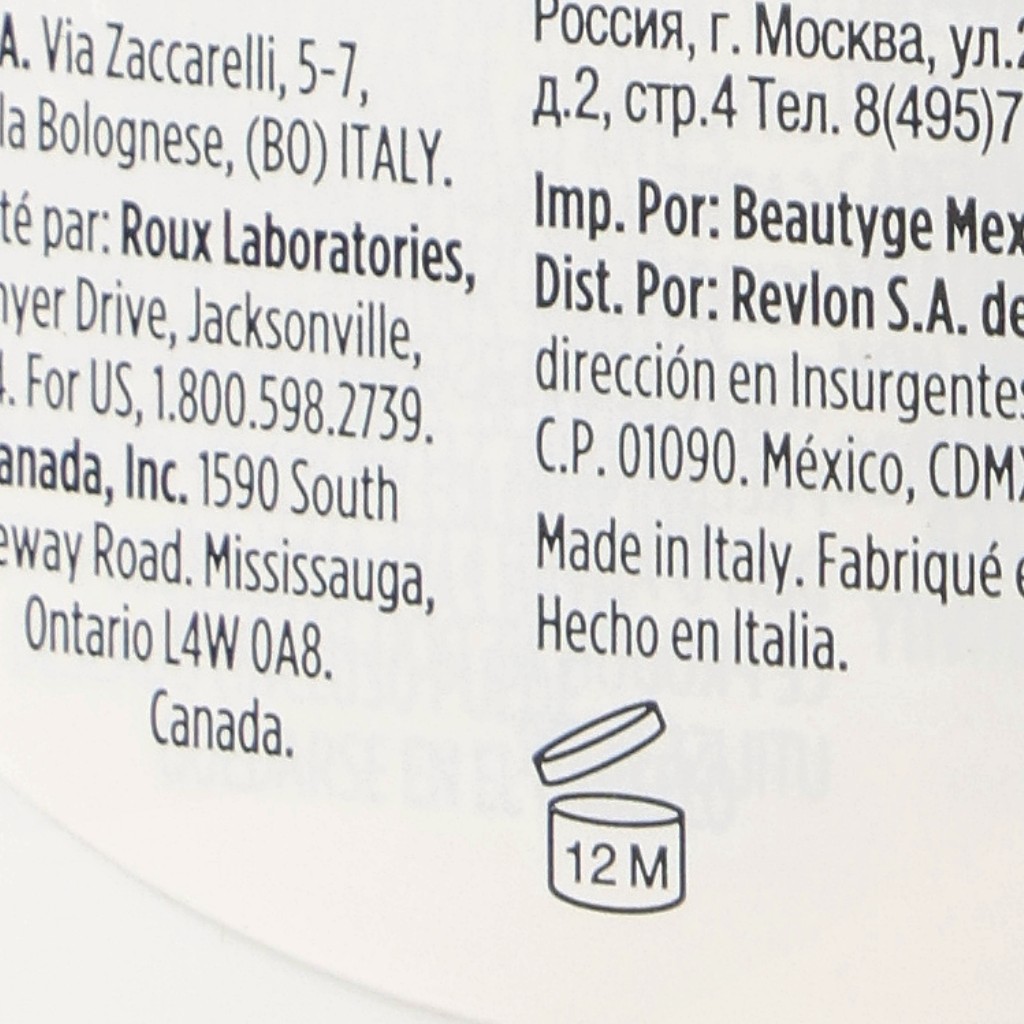 A. Via Zaccarelli, 5-7,
la Bolognese, (BO) ITALY.
té par: Roux Laboratories,
nyer Drive, Jacksonville,
4. For US, 1.800.598.2739.
anada, Inc. 1590 South
eway Road. Mississauga,
Ontario L4W 0A8.
Canada.
Россия, г. Москва, ул.2
д.2, стр.4 Тел. 8(495)7
Imp. Por: Beautyge Mex
Dist. Por: Revlon S.A. de
dirección en Insurgentes
C.P. 01090. México, CDMX
Made in Italy. Fabriqué e
Hecho en Italia.
12 M